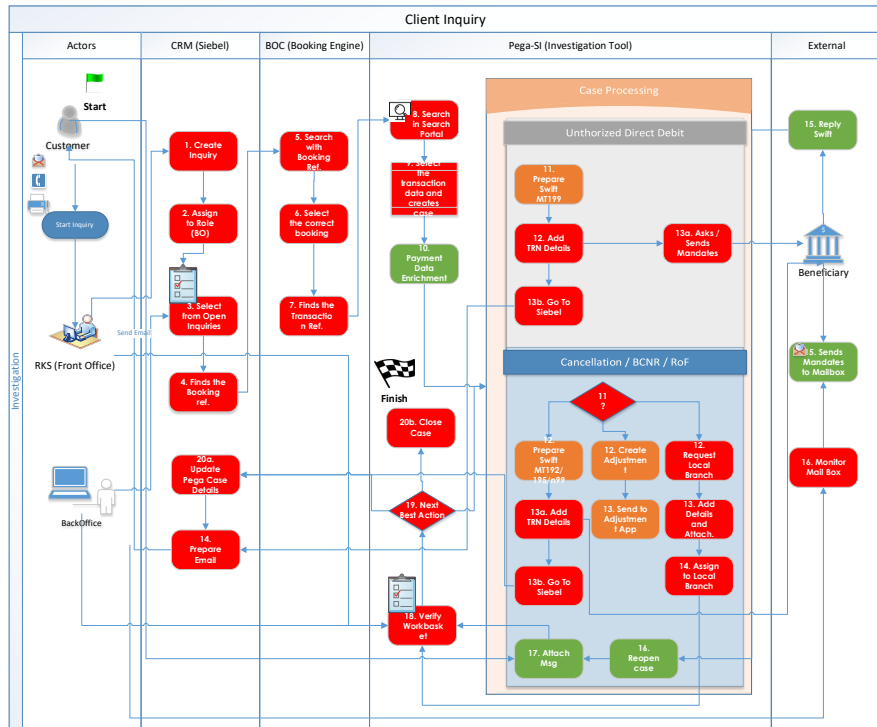 Client Inquiry
Actors
CRM (Siebel)
BOC (Booking Engine)
Pega-SI (Investigation Tool)
External
Investigation
Start
Customer
Start Inquiry
Send Email
RKS (Front Office)
BackOffice
1. Create
Inquiry
2. Assign
to Role
(BO)
3. Select
from Open
Inquiries
4. Finds the
Booking
ref.
20a. Update
Pega Case
Details
14.
Prepare
Email
5. Search
with
Booking
Ref.
6. Select
the correct
booking
7. Finds the
Transactio
n Ref.
8. Search
in Search
Portal
9. Select
the
transaction
data and
creates
case
10.
Payment
Data
Enrichment
Finish
20b. Close
Case
19. Next
Best Action
18. Verify
Workbask
et
Case Processing
Unthorized Direct Debit
11.
Prepare
Swift
MT199
12. Add
TRN Details
13a. Asks /
Sends
Mandates
13b. Go To
Siebel
Cancellation / BCNR / RoF
11
?
12.
Prepare
Swift
MT192/
195/n99
12. Create
Adjustmen
t
12.
Request
Local
Branch
13a. Add
TRN Details
13. Send to
Adjustmen
t App
13. Add
Details
and
Attach.
13b. Go To
Siebel
14. Assign
to Local
Branch
17. Attach
Msg
16.
Reopen
case
15. Reply
Swift
$
Beneficiary
15. Sends
Mandates
to Mailbox
16. Monitor
Mail Box